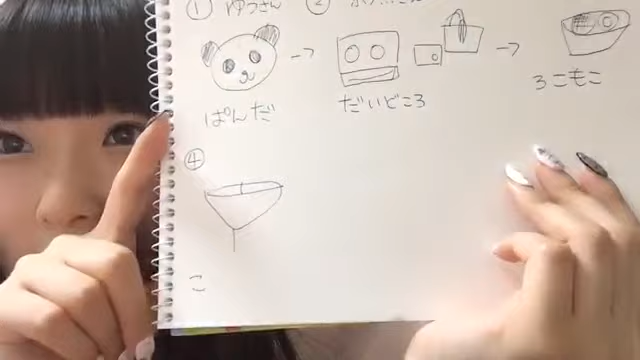 ① ゆうさん ②
ぱんだ → だいどころ → ろこもこ
④
こ